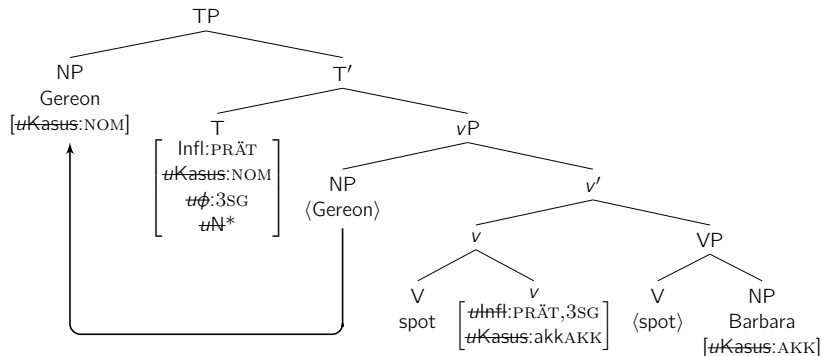 TP
NP T′
Gereon
[uKasus:NOM]
T vP
Infl:PRÄT
uKasus:NOM
uϕ:3SG
uN*
NP v′
⟨Gereon⟩
v VP
V v V NP
spot uInfl:PRÄT,3SG ⟨spot⟩ Barbara
uKasus:akkAKK [uKasus:AKK]